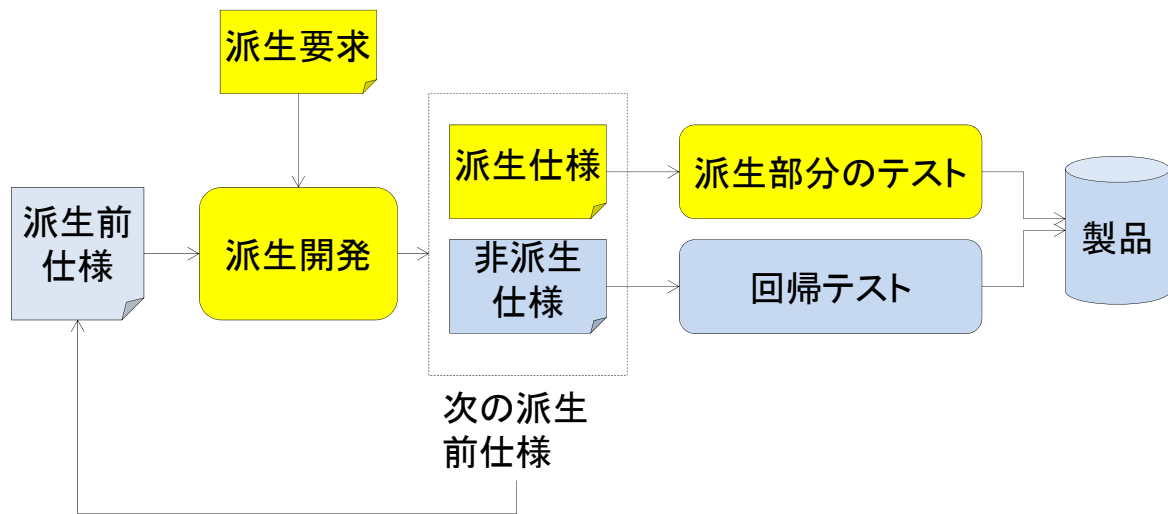 派生要求
派生前
仕様
派生開発
派生仕様
非派生
仕様
派生部分のテスト
回帰テスト
製品
次の派生
前仕様